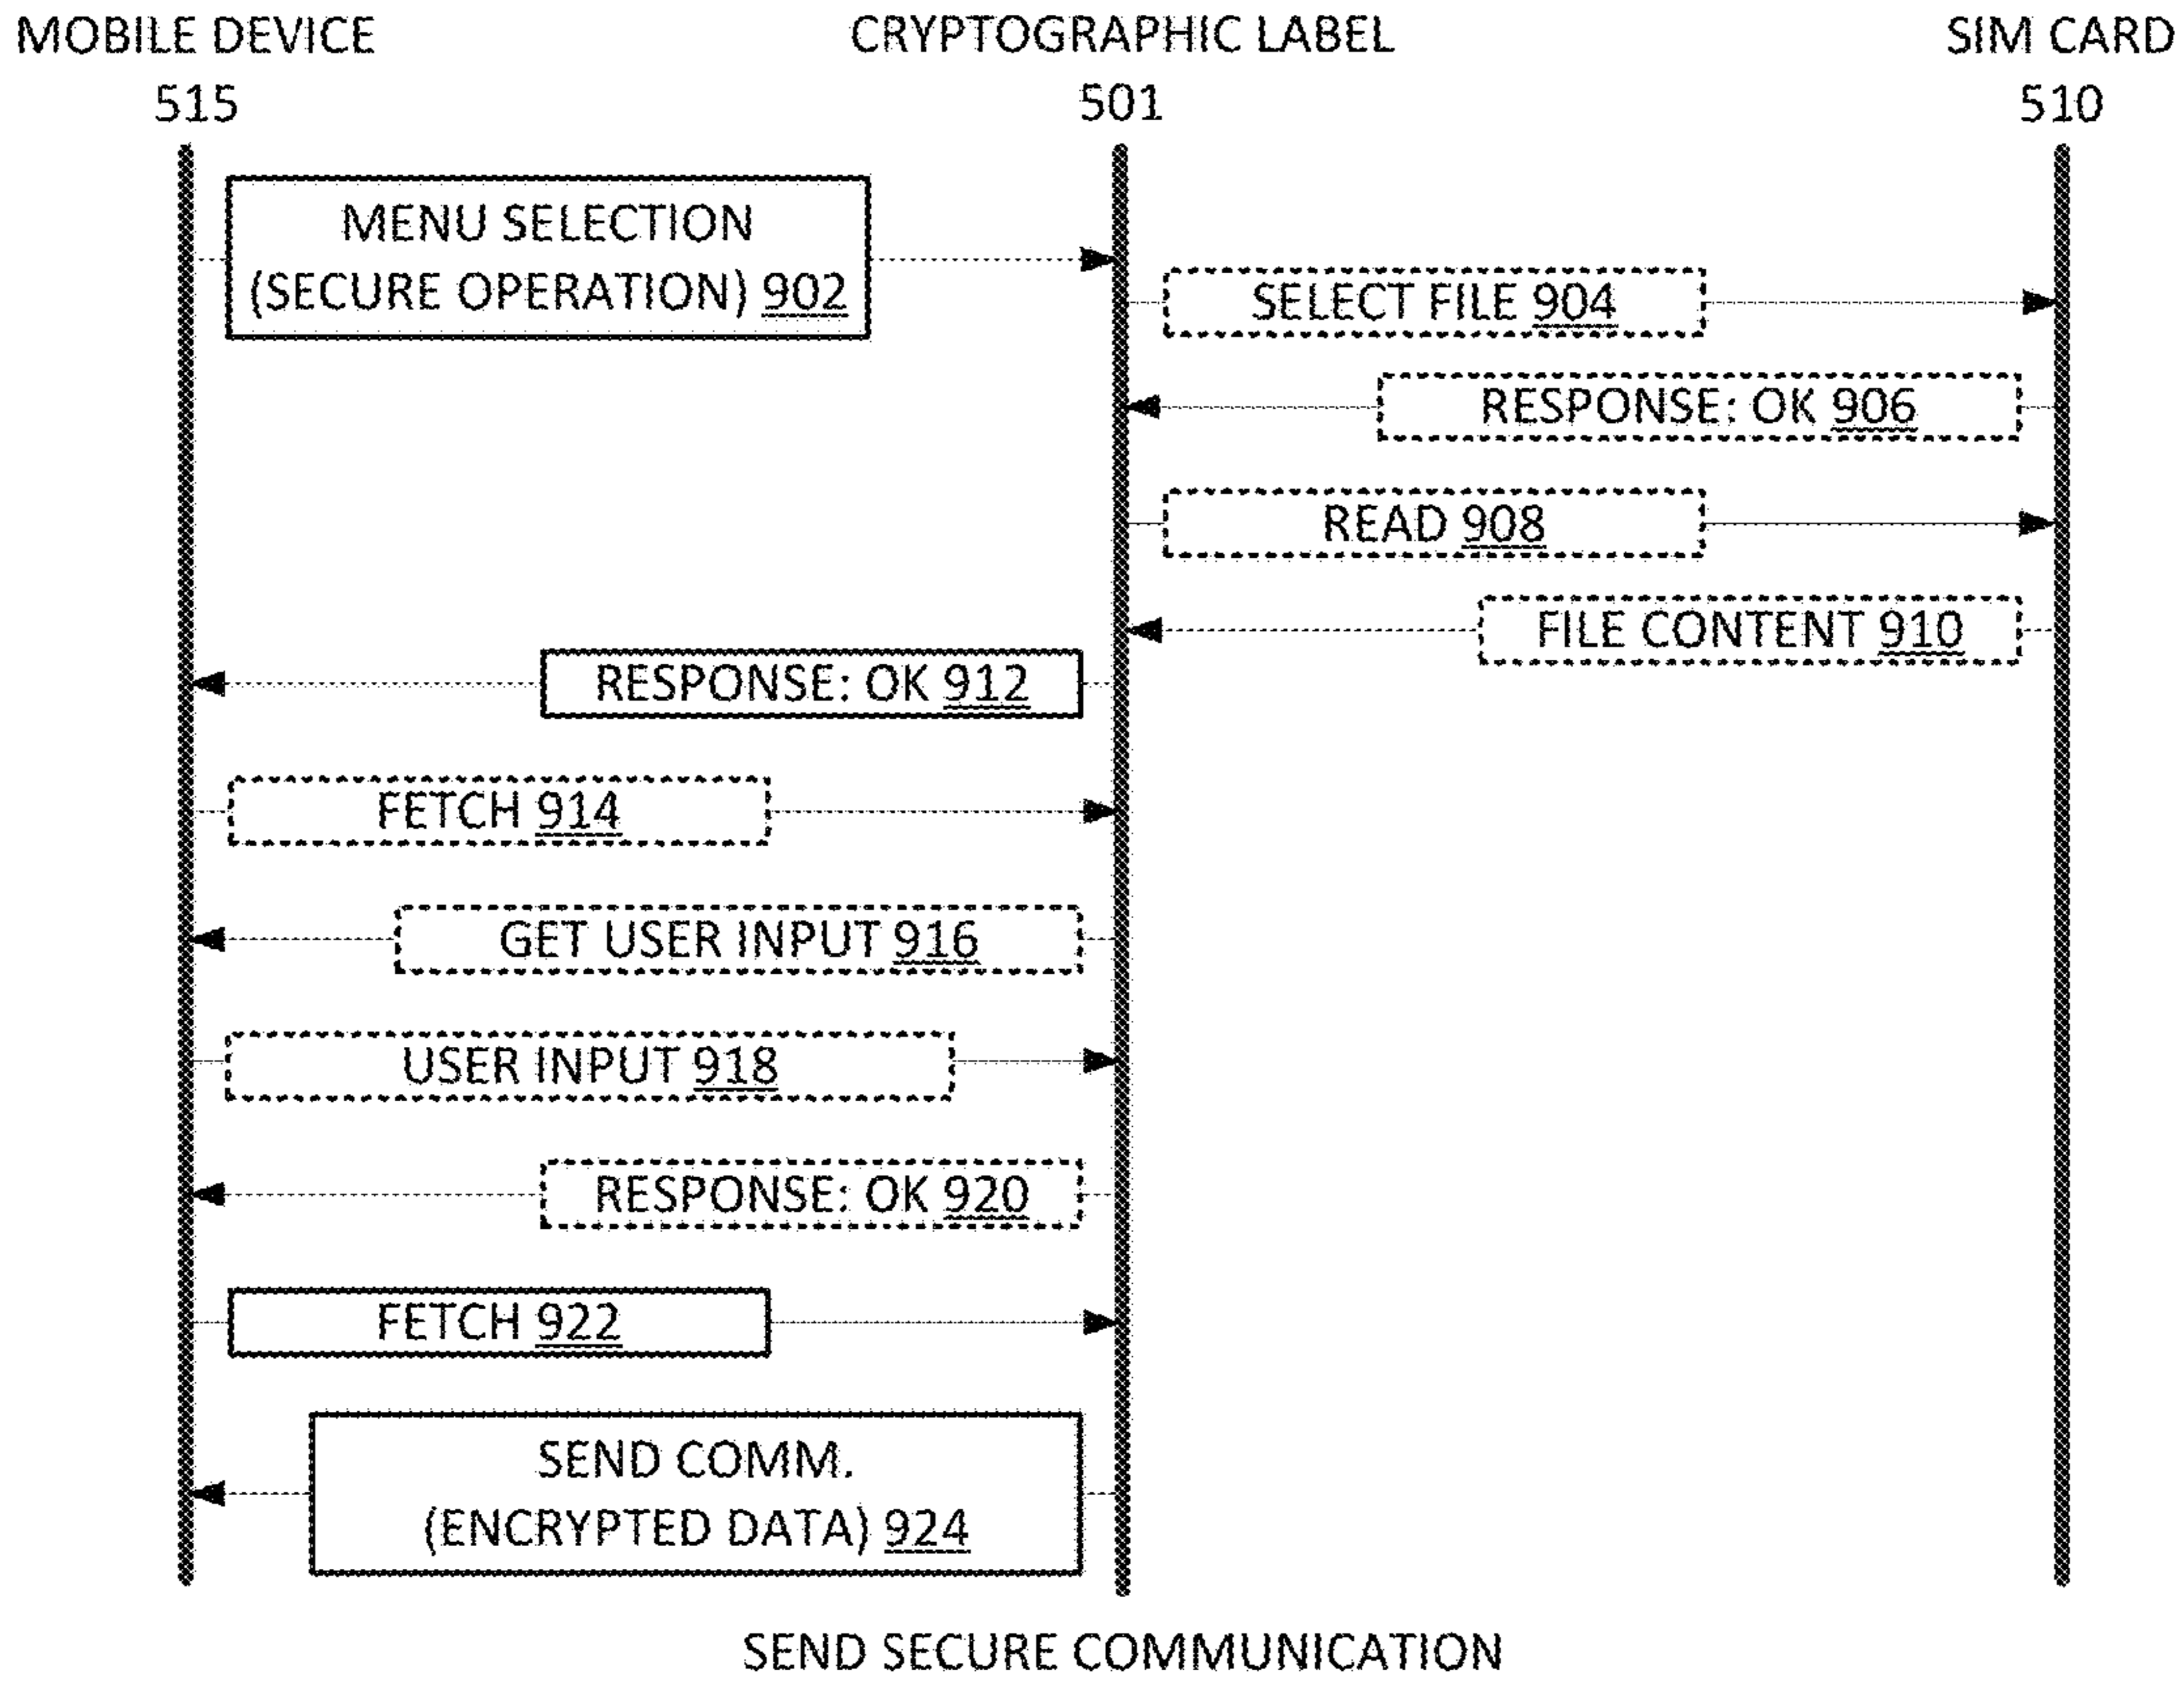 MOBILE DEVICE
515
CRYPTOGRAPHIC LABEL
501
SIM CARD
510
MENU SELECTION
(SECURE OPERATION) 902
SELECT FILE 904
RESPONSE: OK 906
READ 908
FILE CONTENT 910
RESPONSE: OK 912
FETCH 914
GET USER INPUT 916
USER INPUT 918
RESPONSE: OK 920
FETCH 922
SEND COMM.
(ENCRYPTED DATA) 924
SEND SECURE COMMUNICATION